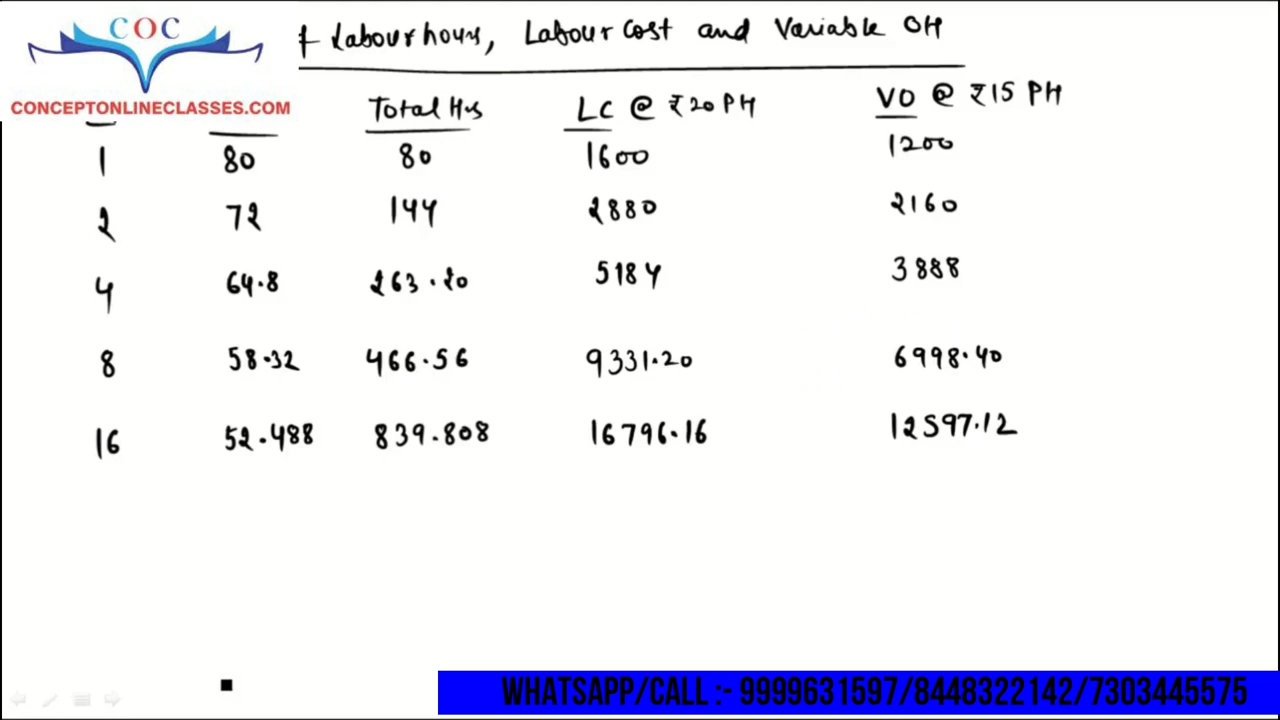 COC
CONCEPTONLINECLASSES.COM
f Labour hours, Labour Cost and Variable OH
Total Hrs LC @ ₹20 PH VO @ ₹15 PH
1 80 80 1600 1200
2 72 144 2880 2160
4 64.8 263.20 5184 3888
8 58.32 466.56 9331.20 6998.40
16 52.488 839.808 16796.16 12597.12
WHATSAPP/CALL :- 9999631597/8448322142/7303445575